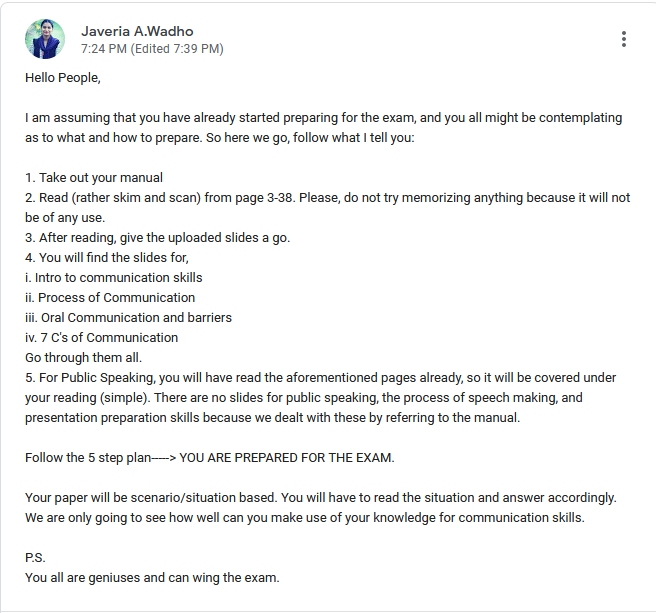 Javeria A.Wadho
7:24 PM (Edited 7:39 PM)
Hello People,
I am assuming that you have already started preparing for the exam, and you all might be contemplating
as to what and how to prepare. So here we go, follow what I tell you:
1. Take out your manual
2. Read (rather skim and scan) from page 3-38. Please, do not try memorizing anything because it will not
be of any use.
3. After reading, give the uploaded slides a go.
4. You will find the slides for,
i. Intro to communication skills
ii. Process of Communication
iii. Oral Communication and barriers
iv. 7 C's of Communication
Go through them all.
5. For Public Speaking, you will have read the aforementioned pages already, so it will be covered under
your reading (simple). There are no slides for public speaking, the process of speech making, and
presentation preparation skills because we dealt with these by referring to the manual.
Follow the 5 step plan-----> YOU ARE PREPARED FOR THE EXAM.
Your paper will be scenario/situation based. You will have to read the situation and answer accordingly.
We are only going to see how well can you make use of your knowledge for communication skills.
P.S.
You all are geniuses and can wing the exam.